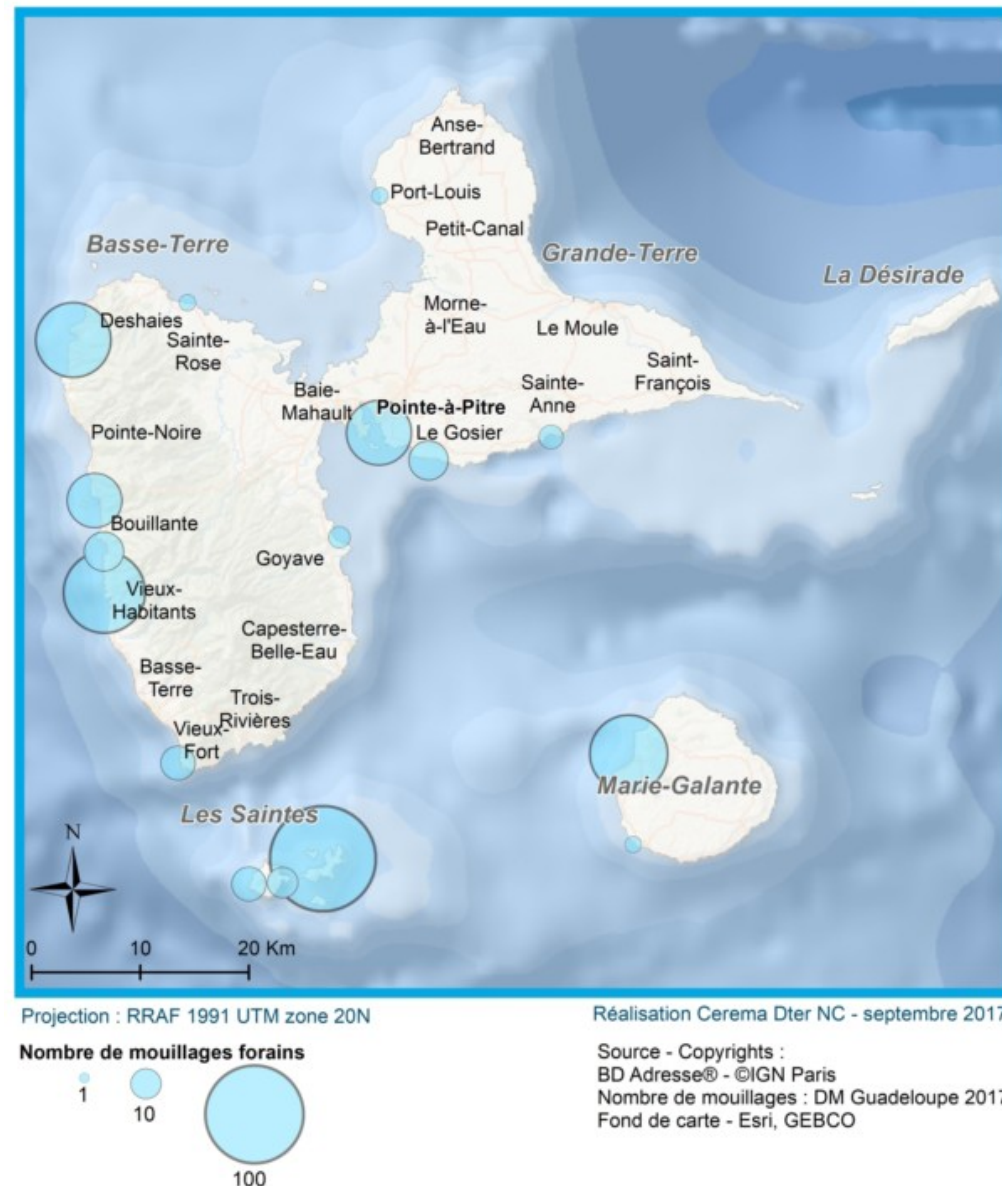 Anse-
Bertrand
Port-Louis
Petit-Canal
Basse-Terre
Grande-Terre
La Désirade
Deshaies
Sainte-
Rose
Morne-
à-l'Eau
Le Moule
Saint-
François
Baie-
Mahault
Sainte-
Anne
Pointe-à-Pitre
Le Gosier
Pointe-Noire
Bouillante
Goyave
Vieux-
Habitants
Capesterre-
Belle-Eau
Basse-
Terre
Trois-
Rivières
Vieux-
Fort
Marie-Galante
Les Saintes
N
0 10 20 Km
Projection : RRAF 1991 UTM zone 20N
Réalisation Cerema Dter NC - septembre 2017
Nombre de mouillages forains
1
10
100
Source - Copyrights :
BD Adresse® - ©IGN Paris
Nombre de mouillages : DM Guadeloupe 2017
Fond de carte - Esri, GEBCO